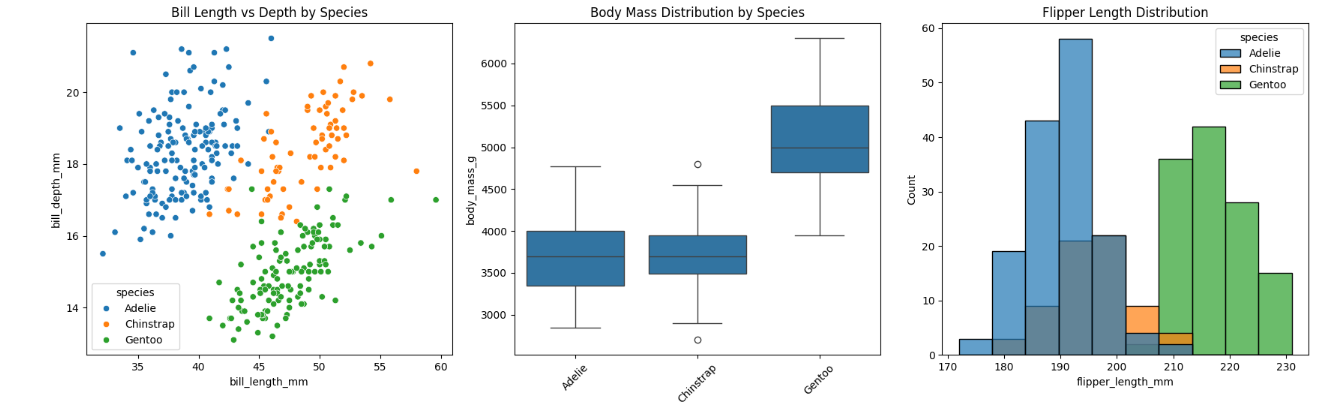 Bill Length vs Depth by Species
bill_depth_mm
20
18
16
14
species
Adelie
Chinstrap
Gentoo
35
40
45
50
55
60
bill_length_mm
Body Mass Distribution by Species
body_mass_g
6000
5500
5000
4500
4000
3500
3000
Adelie
Chinstrap
Gentoo
Flipper Length Distribution
Count
60
50
40
30
20
10
0
species
Adelie
Chinstrap
Gentoo
170
180
190
200
210
220
230
flipper_length_mm